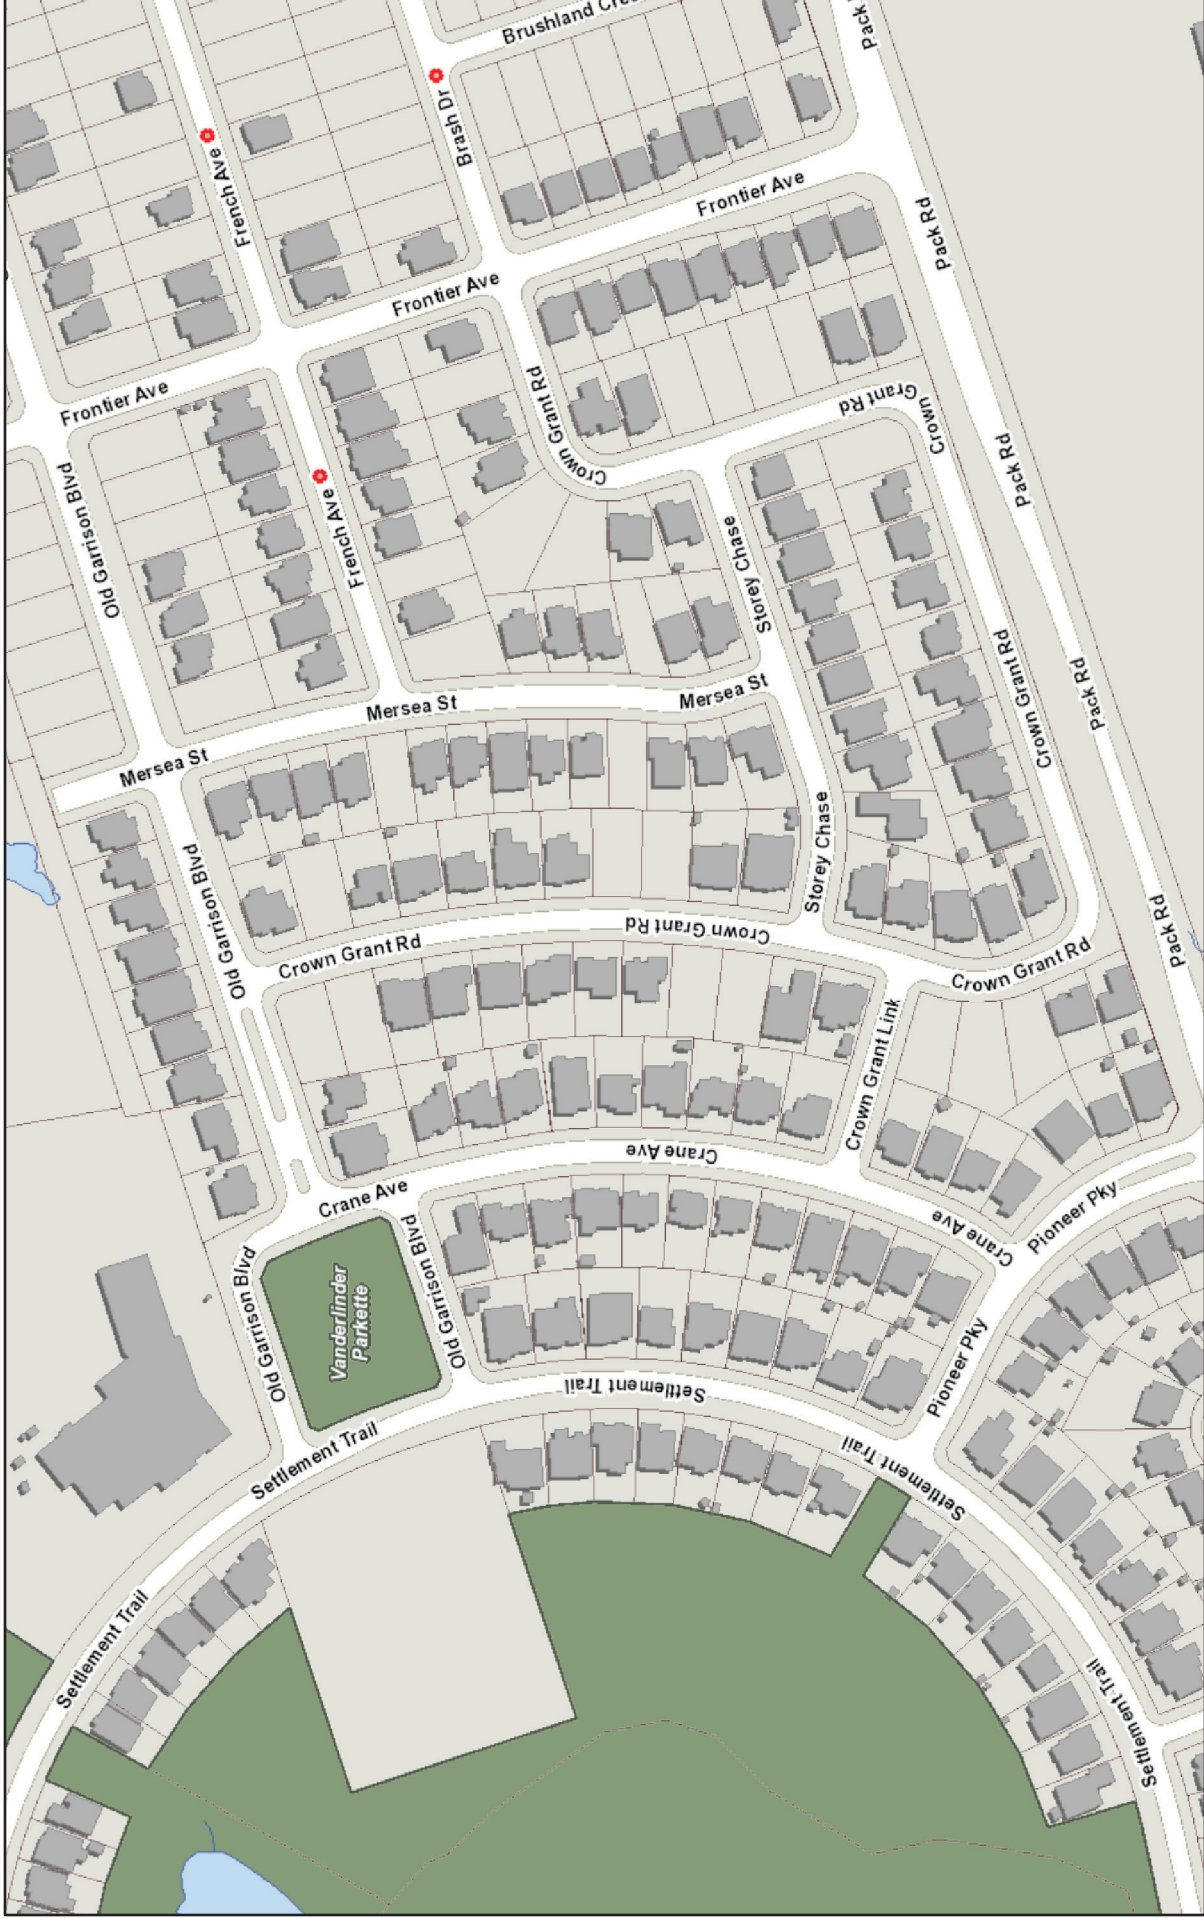 Brushland Cre
Pack
Brash Dr
French Ave
Frontier Ave
Pack Rd
Frontier Ave
Frontier Ave
Crown Grant Rd
Crown
Grant Rd
Crown
Old Garrison Blvd
French Ave
Pack Rd
Storey Chase
Mersea St
Mersea St
Mersea St
Crown Grant Rd
Pack Rd
Old Garrison Blvd
Storey Chase
Crown Grant Rd
Crown Grant Rd
Crown Grant Rd
Pack Rd
Crown Grant Link
Crane Ave
Crane Ave
Crane Ave
Pioneer Pky
Old Garrison Blvd
Old Garrison Blvd
Vanderlinder
Parkette
Pioneer Pky
Settlement Trail
Settlement Trail
Settlement Trail
Settlement Trail
Settlement Trail